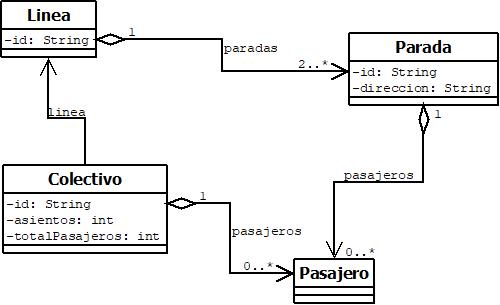 Linea
-id: String
1
paradas
2..*
Parada
-id: String
-direccion: String
1
linea
pasajeros
Colectivo
-id: String
-asientos: int
-totalPasajeros: int
1
pasajeros
0..*
0..*
Pasajero